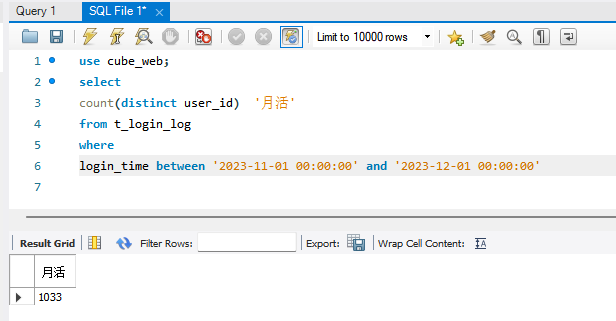 Query 1
SQL File 1*
Limit to 10000 rows
1 use cube_web;
2 select
3 count(distinct user_id)  '月活'
4 from t_login_log
5 where
6 login_time between '2023-11-01 00:00:00' and '2023-12-01 00:00:00'
7
Result Grid Filter Rows: Export: Wrap Cell Content:
月活
1033